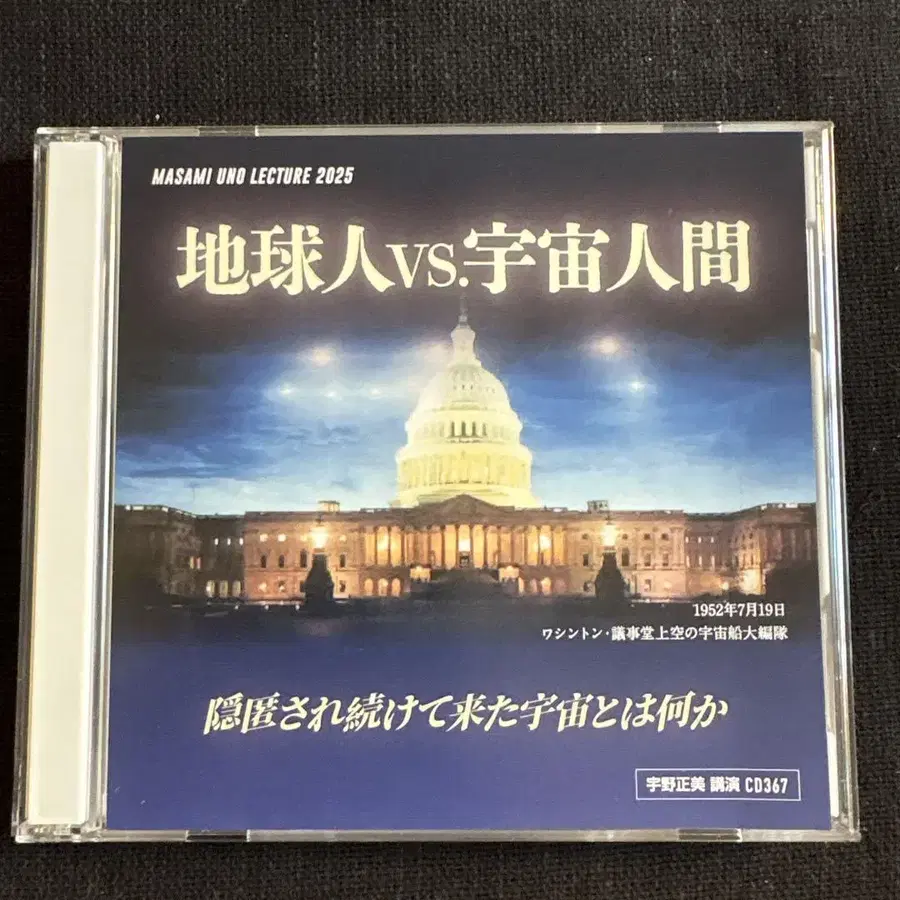 MASAMI UNO LECTURE 2025
地球人VS.宇宙人間
1952年7月19日
ワシントン・議事堂上空の宇宙船大編隊
隠匿され続けて来た宇宙とは何か
宇野正美 講演 CD367